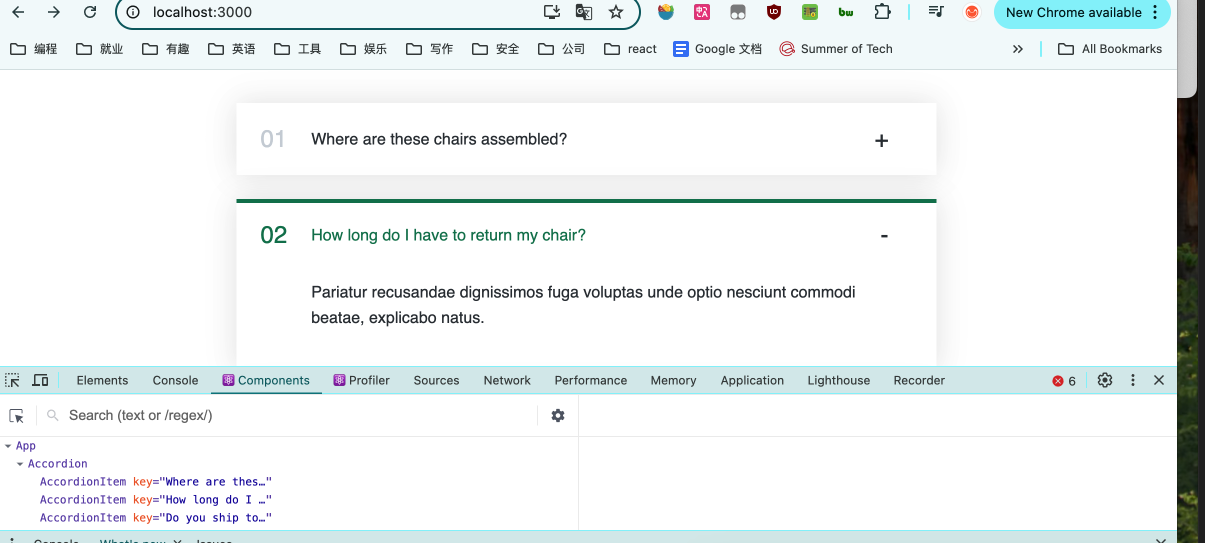 localhost:3000
New Chrome available
编程 就业 有趣 英语 工具 娱乐 写作 安全 公司 react Google 文档 Summer of Tech » All Bookmarks
01 Where are these chairs assembled? +
02 How long do I have to return my chair? -
Pariatur recusandae dignissimos fuga voluptas unde optio nesciunt commodi
beatae, explicabo natus.
Elements Console Components Profiler Sources Network Performance Memory Application Lighthouse Recorder 6
Search (text or /regex/)
App
Accordion
AccordionItem key="Where are thes…"
AccordionItem key="How long do I …"
AccordionItem key="Do you ship to…"
Console What's new Issues